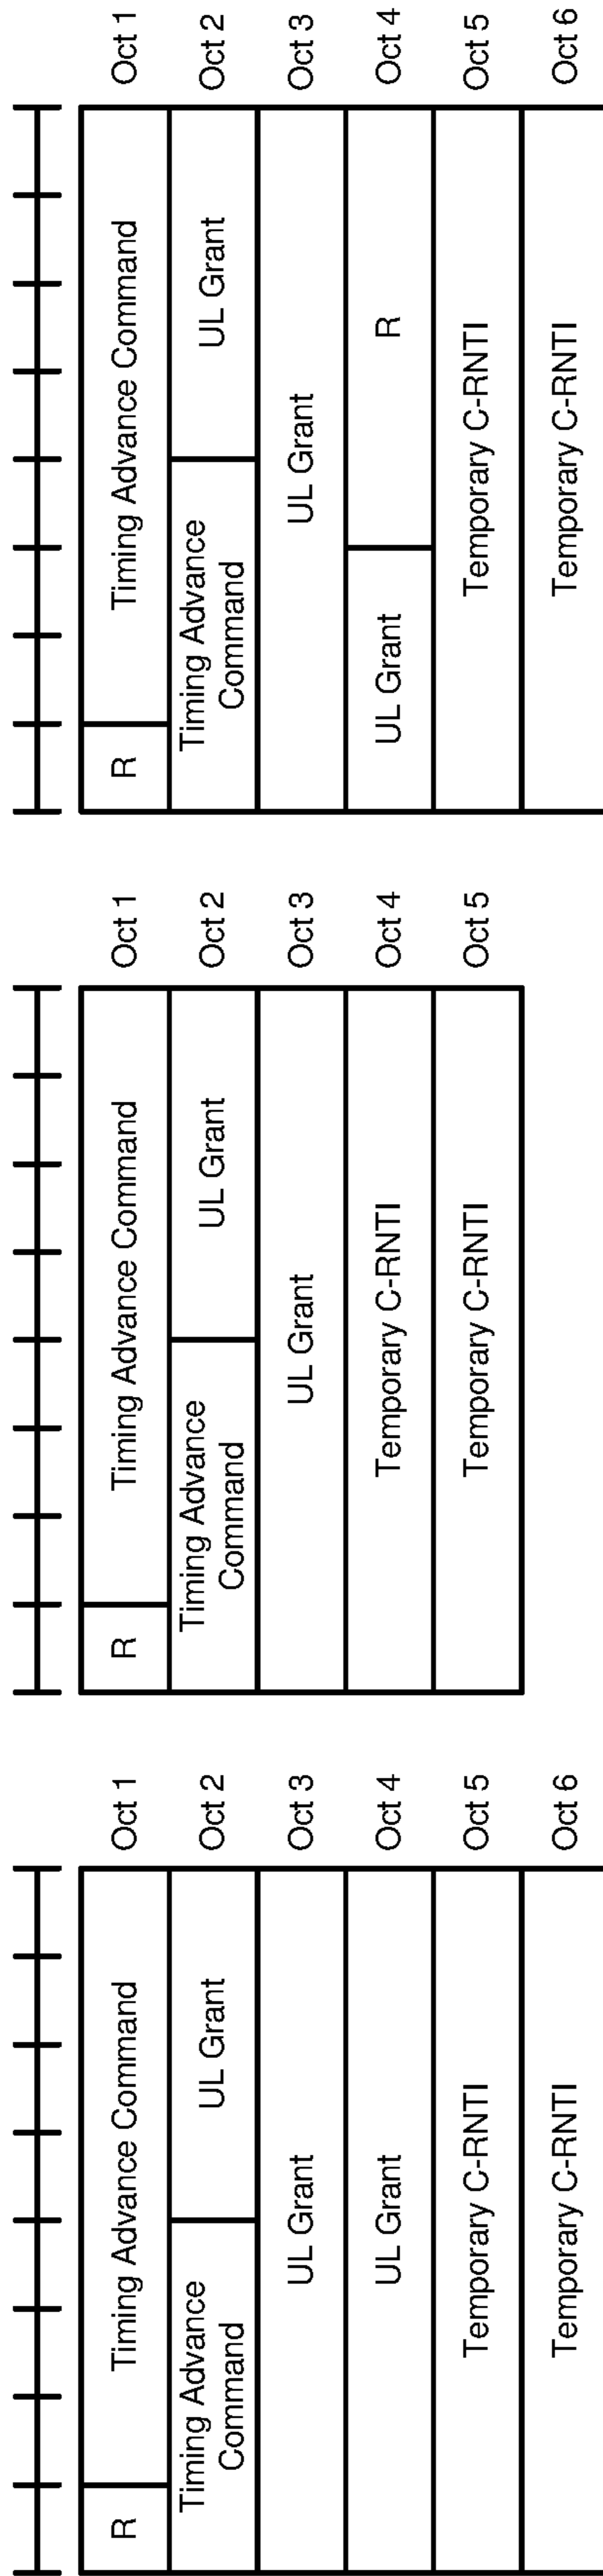 R
Timing Advance Command
Oct 1
Timing Advance
Command
UL Grant
Oct 2
UL Grant
Oct 3
UL Grant
Oct 4
Temporary C-RNTI
Oct 5
Temporary C-RNTI
Oct 6
R
Timing Advance Command
Oct 1
Timing Advance
Command
UL Grant
Oct 2
UL Grant
Oct 3
Temporary C-RNTI
Oct 4
Temporary C-RNTI
Oct 5
R
Timing Advance Command
Oct 1
Timing Advance
Command
UL Grant
Oct 2
UL Grant
Oct 3
UL Grant
R
Oct 4
Temporary C-RNTI
Oct 5
Temporary C-RNTI
Oct 6